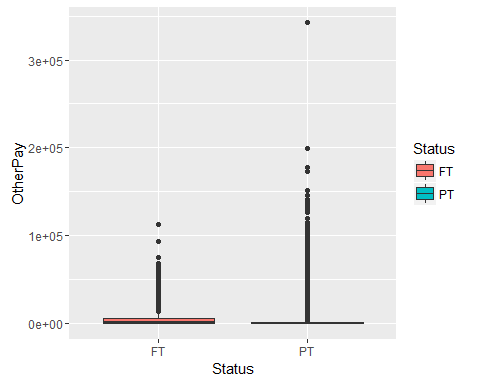 3e+05
2e+05
1e+05
0e+00
OtherPay
FT
PT
Status
Status
FT
PT